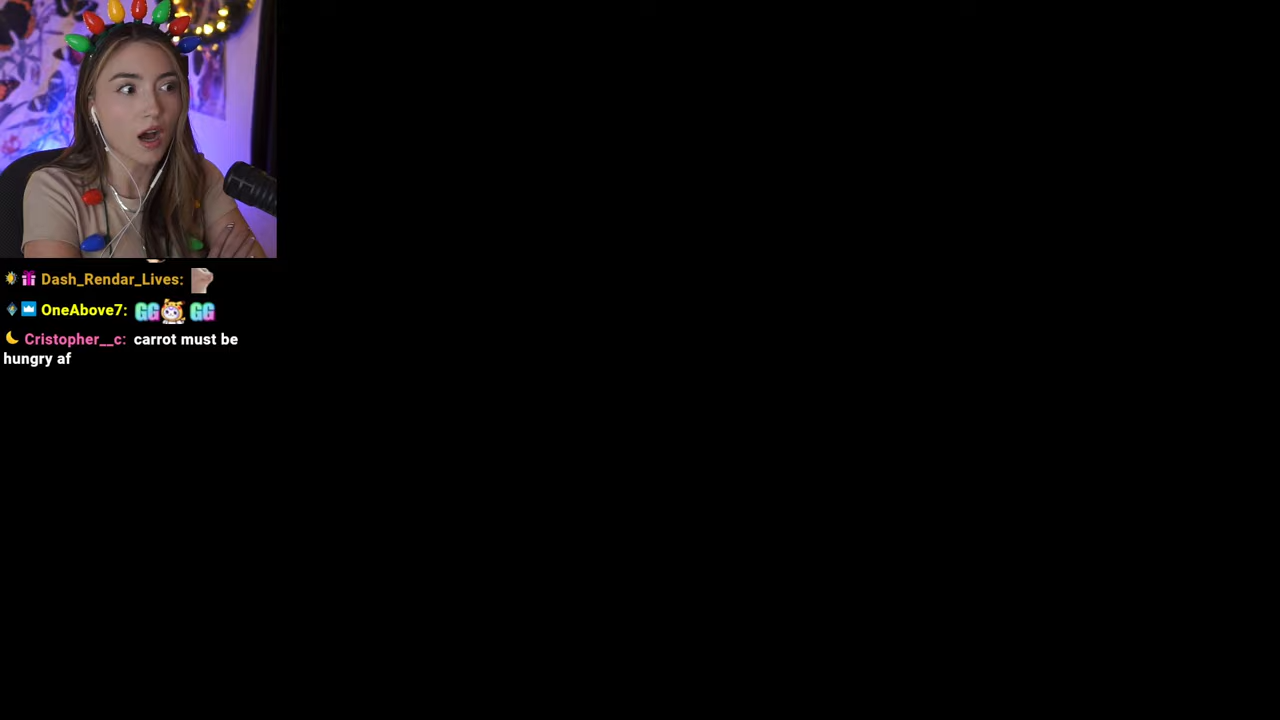 Dash_Rendar_Lives:
OneAbove7: GG GG
Cristopher__c: carrot must be
hungry af